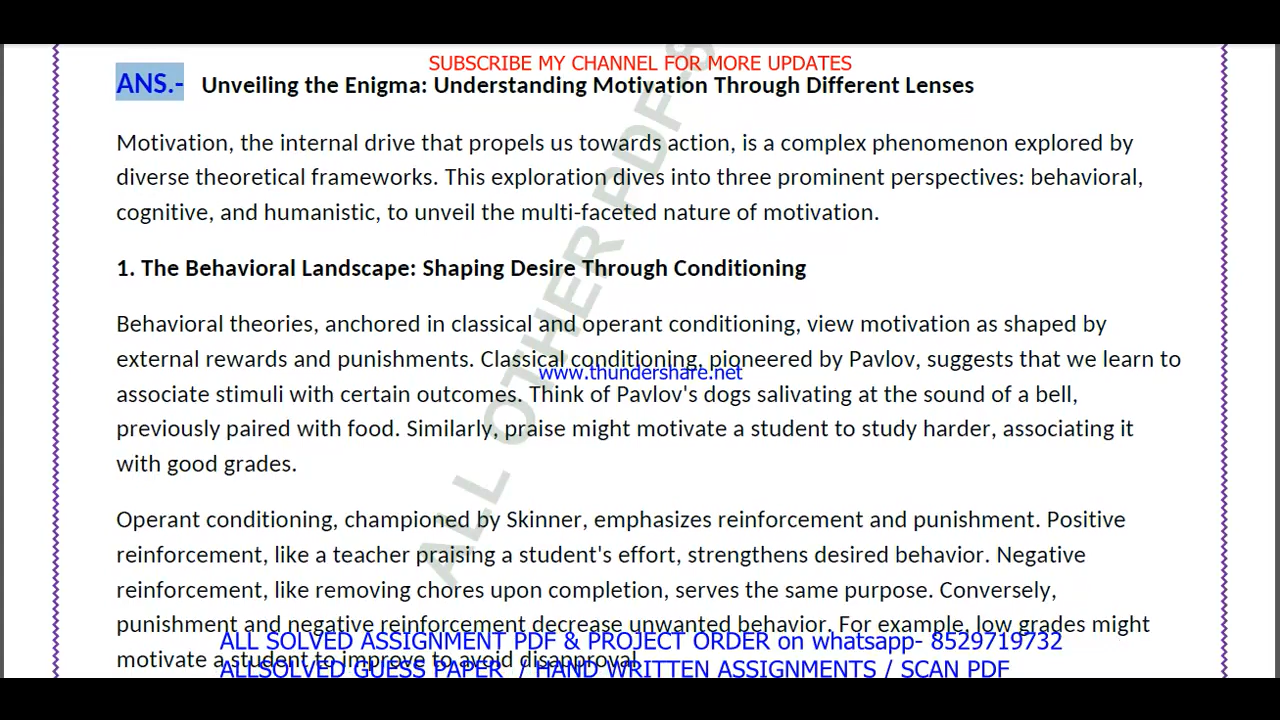 SUBSCRIBE MY CHANNEL FOR MORE UPDATES
ANS.- Unveiling the Enigma: Understanding Motivation Through Different Lenses
Motivation, the internal drive that propels us towards action, is a complex phenomenon explored by
diverse theoretical frameworks. This exploration dives into three prominent perspectives: behavioral,
cognitive, and humanistic, to unveil the multi-faceted nature of motivation.
1. The Behavioral Landscape: Shaping Desire Through Conditioning
Behavioral theories, anchored in classical and operant conditioning, view motivation as shaped by
external rewards and punishments. Classical conditioning, pioneered by Pavlov, suggests that we learn to
www.thundershare.net
associate stimuli with certain outcomes. Think of Pavlov's dogs salivating at the sound of a bell,
previously paired with food. Similarly, praise might motivate a student to study harder, associating it
with good grades.
Operant conditioning, championed by Skinner, emphasizes reinforcement and punishment. Positive
reinforcement, like a teacher praising a student's effort, strengthens desired behavior. Negative
reinforcement, like removing chores upon completion, serves the same purpose. Conversely,
punishment and negative reinforcement decrease unwanted behavior. For example, low grades might
ALL SOLVED ASSIGNMENT PDF & PROJECT ORDER on whatsapp- 8529719732
motivate a student to improve to avoid disapproval.
ALLSOLVED GUESS PAPER / HAND WRITTEN ASSIGNMENTS / SCAN PDF
ALL OTHER PDF